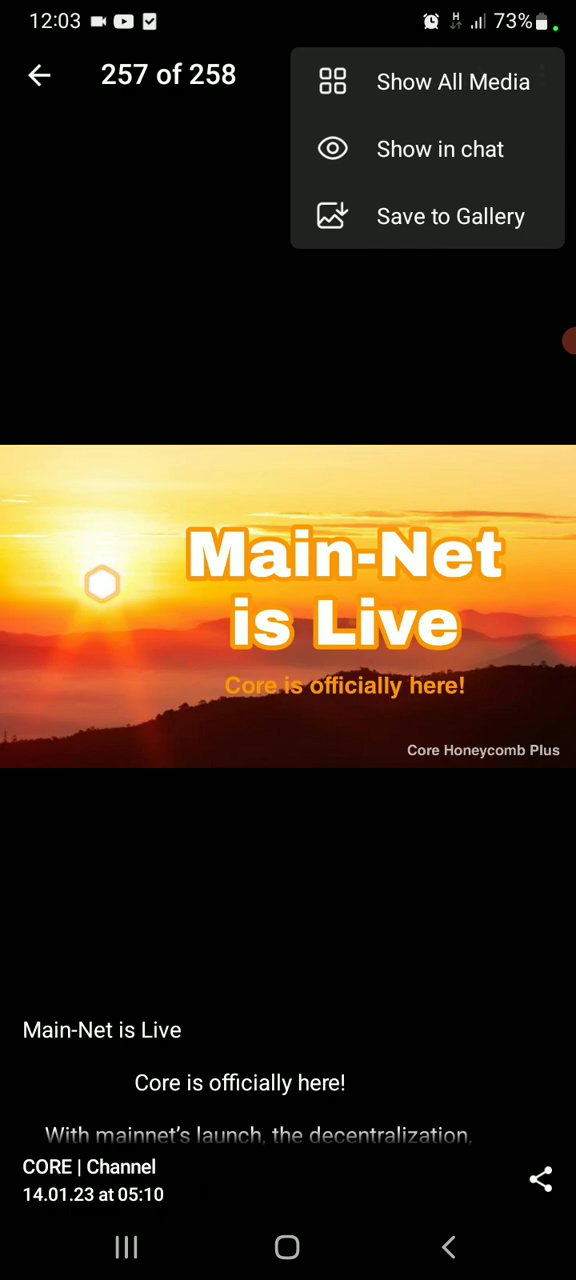 12:03
H
73%
257 of 258
Show All Media
Show in chat
Save to Gallery
Main-Net
is Live
Core is officially here!
Core Honeycomb Plus
Main-Net is Live
Core is officially here!
With mainnet's launch, the decentralization,
CORE | Channel
14.01.23 at 05:10